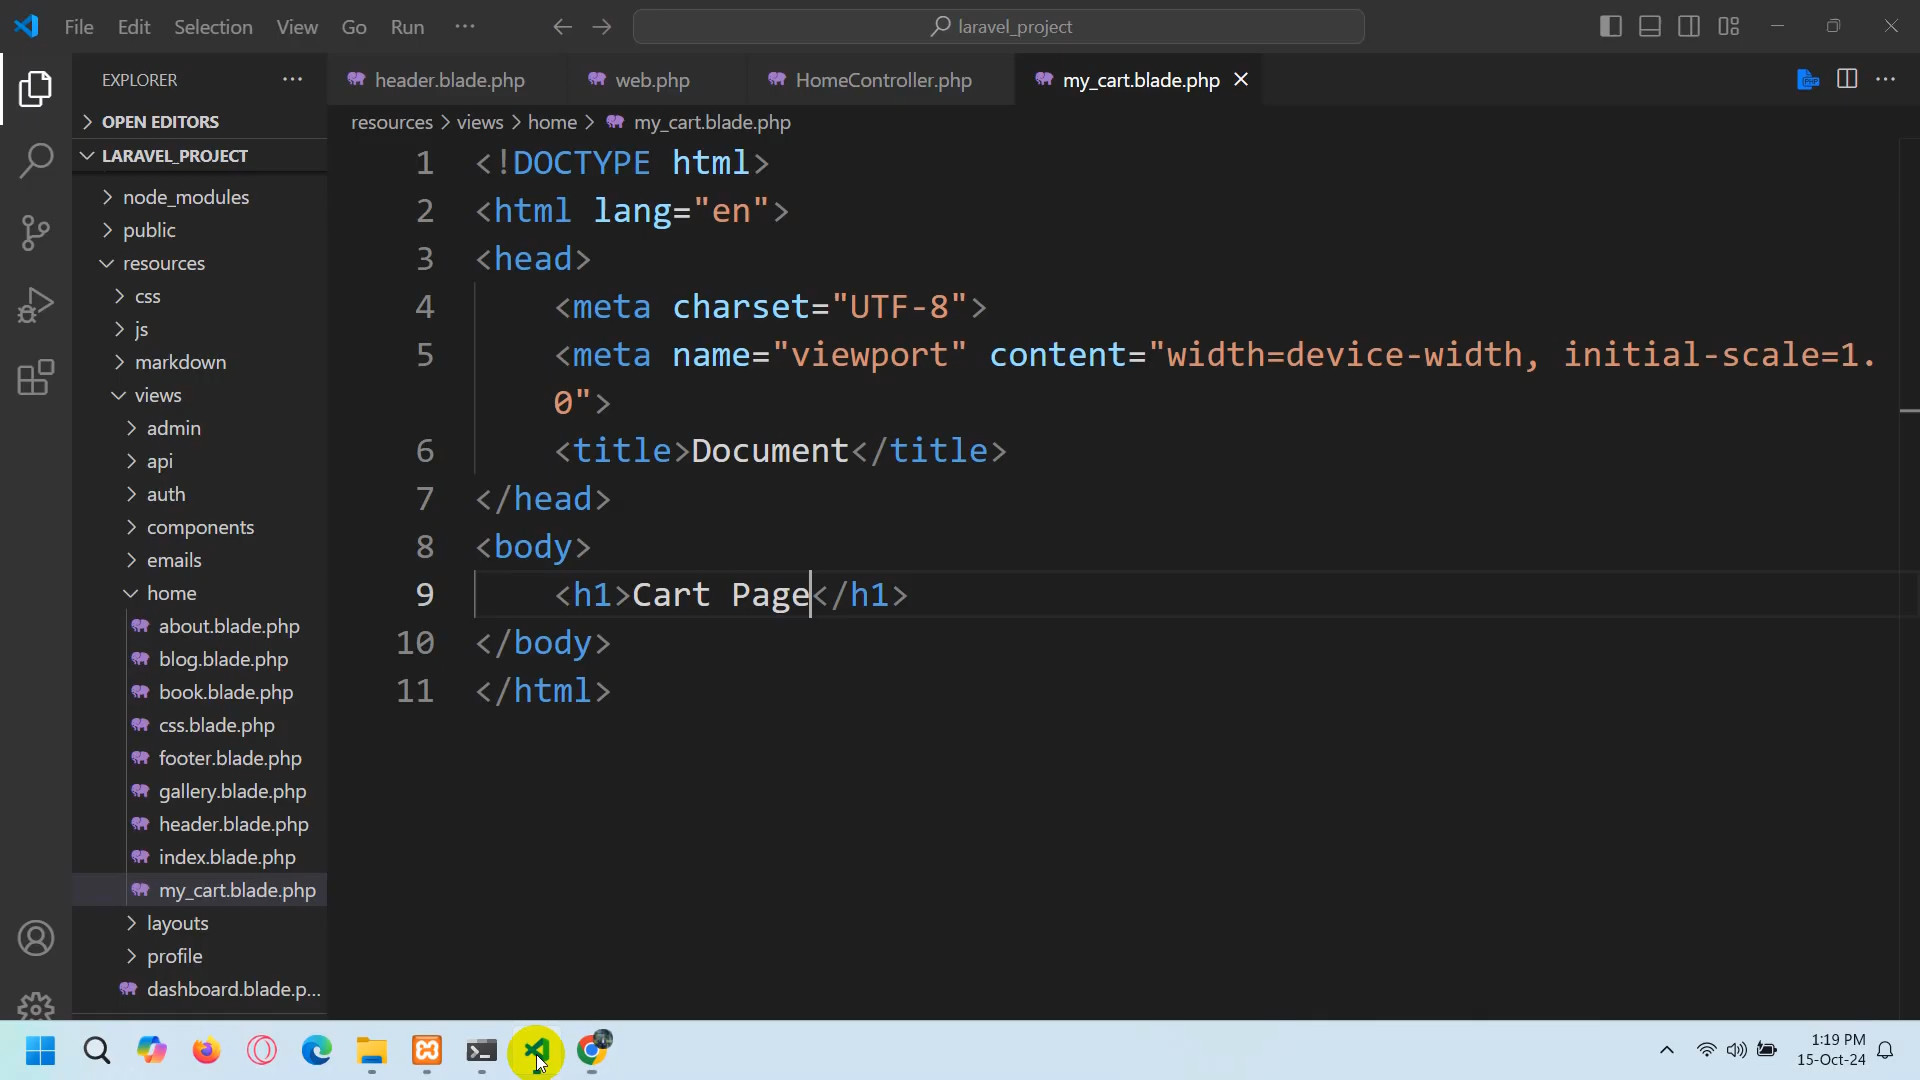 File Edit Selection View Go Run ··· laravel_project
EXPLORER ···
header.blade.php web.php HomeController.php my_cart.blade.php
OPEN EDITORS
resources > views > home > my_cart.blade.php
LARAVEL_PROJECT
node_modules
public
resources
css
js
markdown
views
admin
api
auth
components
emails
home
about.blade.php
blog.blade.php
book.blade.php
css.blade.php
footer.blade.php
gallery.blade.php
header.blade.php
index.blade.php
my_cart.blade.php
layouts
profile
dashboard.blade.p...
1 <!DOCTYPE html>
2 <html lang="en">
3 <head>
4 <meta charset="UTF-8">
5 <meta name="viewport" content="width=device-width, initial-scale=1.
0">
6 <title>Document</title>
7 </head>
8 <body>
9 <h1>Cart Page</h1>
10 </body>
11 </html>
1:19 PM
15-Oct-24